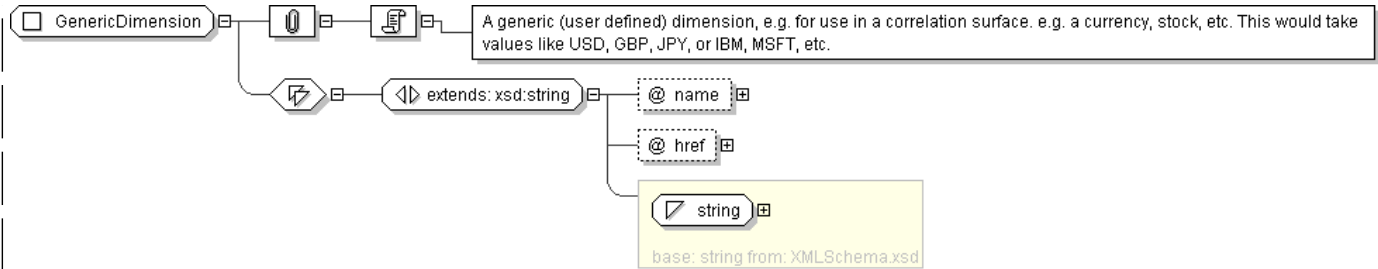 GenericDimension
A generic (user defined) dimension, e.g. for use in a correlation surface. e.g. a currency, stock, etc. This would take
values like USD, GBP, JPY, or IBM, MSFT, etc.
extends: xsd:string
@ name
@ href
string
base: string from: XMLSchema.xsd